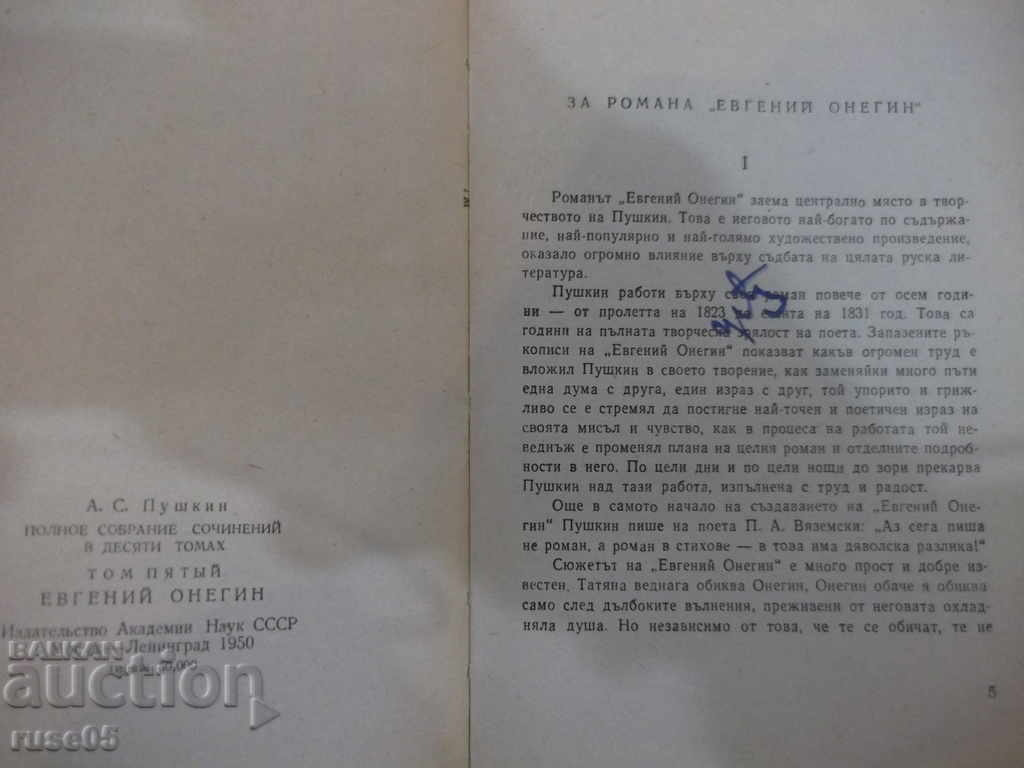 А. С. Пушкин
ПОЛНОЕ СОБРАНИЕ СОЧИНЕНИЙ
В ДЕСЯТИ ТОМАХ
ТОМ ПЯТЫЙ
ЕВГЕНИЙ ОНЕГИН
Издательство Академии Наук СССР
Ленинград 1950
BALKAN
auction
ruse05
ЗА РОМАНА „ЕВГЕНИЙ ОНЕГИН“
I
Романът „Евгений Онегин“ заема централно място в твор-
чеството на Пушкин. Това е неговото най-богато по съдържа-
ние, най-популярно и най-голямо художествено произведение,
оказало огромно влияние върху съдбата на цялата руска ли-
тература.
Пушкин работи върху своя роман повече от осем годи-
ни — от пролетта на 1823 до есента на 1831 год. Това са
години на пълната творческа зрялост на поета. Запазените ръ-
кописи на „Евгений Онегин“ показват какъв огромен труд е
вложил Пушкин в своето творение, как заменяйки много пъти
една дума с друга, един израз с друг, той упорито и гриж-
ливо се е стремял да постигне най-точен и поетичен израз на
своята мисъл и чувство, как в процеса на работата той не-
веднъж е променял плана на целия роман и отделните подроб-
ности в него. По цели дни и по цели нощи до зори прекарва
Пушкин над тази работа, изпълнена с труд и радост.
Още в самото начало на създаването на „Евгений Оне-
гин“ Пушкин пише на поета П. А. Вяземски: „Аз сега пиша
не роман, а роман в стихове — в това има дяволска разлика!“
Сюжетът на „Евгений Онегин“ е много прост и добре из-
вестен. Татяна веднага обиква Онегин, Онегин обаче я обиква
само след дълбоките вълнения, преживени от неговата охлад-
няла душа. Но независимо от това, че те се обичат, те не
5